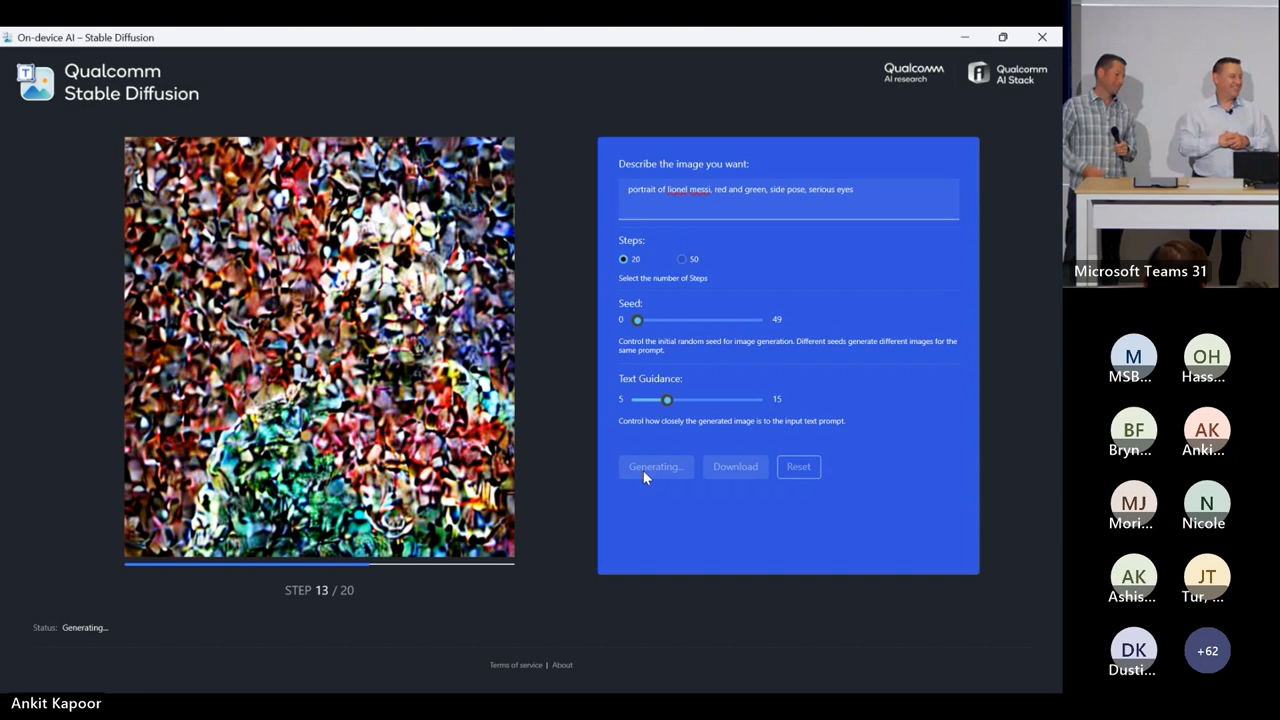 On-device AI – Stable Diffusion
Qualcomm
Stable Diffusion
Qualcomm
AI research
Qualcomm
AI Stack
Describe the image you want:
portrait of lionel messi, red and green, side pose, serious eyes
Steps:
20
50
Select the number of Steps
Seed:
0
49
Control the initial random seed for image generation. Different seeds generate different images for the
same prompt.
Text Guidance:
5
15
Control how closely the generated image is to the input text prompt.
Generating...
Download
Reset
STEP 13 / 20
Status: Generating...
Terms of service | About
Ankit Kapoor
Microsoft Teams 31
M
MSB...
OH
Hass...
BF
Bryn...
AK
Anki...
MJ
Mori...
N
Nicole
AK
Ashis...
JT
Tur, ...
DK
Dusti...
+62